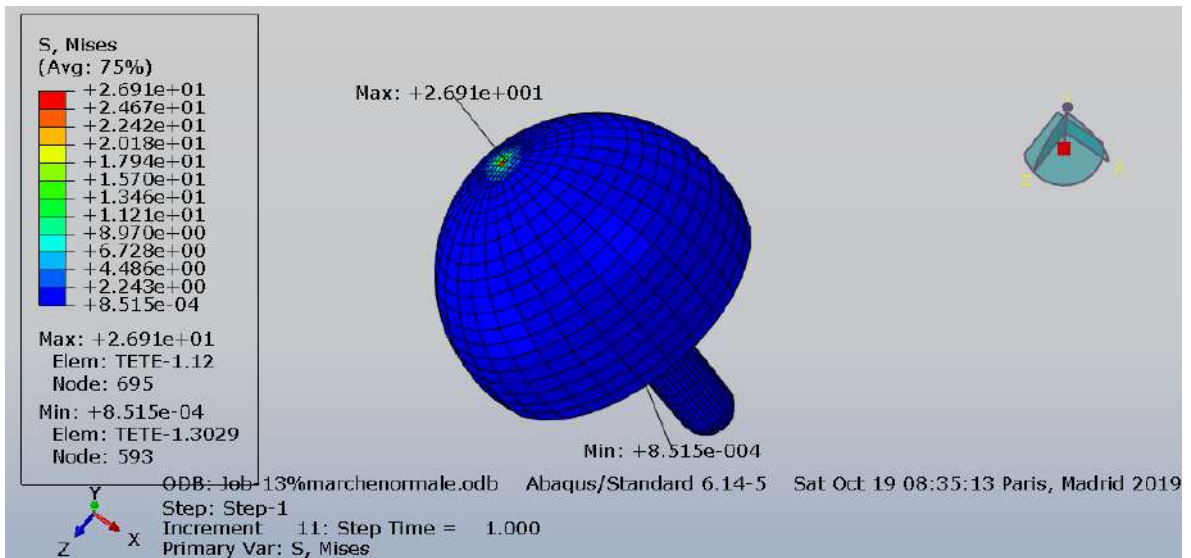 S, Mises
(Avg: 75%)
+2.691e+01
+2.467e+01
+2.242e+01
+2.018e+01
+1.794e+01
+1.570e+01
+1.346e+01
+1.121e+01
+8.970e+00
+6.728e+00
+4.486e+00
+2.243e+00
+8.515e-04
Max: +2.691e+01
Elem: TETE-1.12
Node: 695
Min: +8.515e-04
Elem: TETE-1.3029
Node: 593
Max: +2.691e+001
Min: +8.515e-004
Y
Z
X
ODB: Job-13%marchenormale.odb Abaqus/Standard 6.14-5 Sat Oct 19 08:35:13 Paris, Madrid 2019
Step: Step-1
Increment 11: Step Time = 1.000
Primary Var: S, Mises